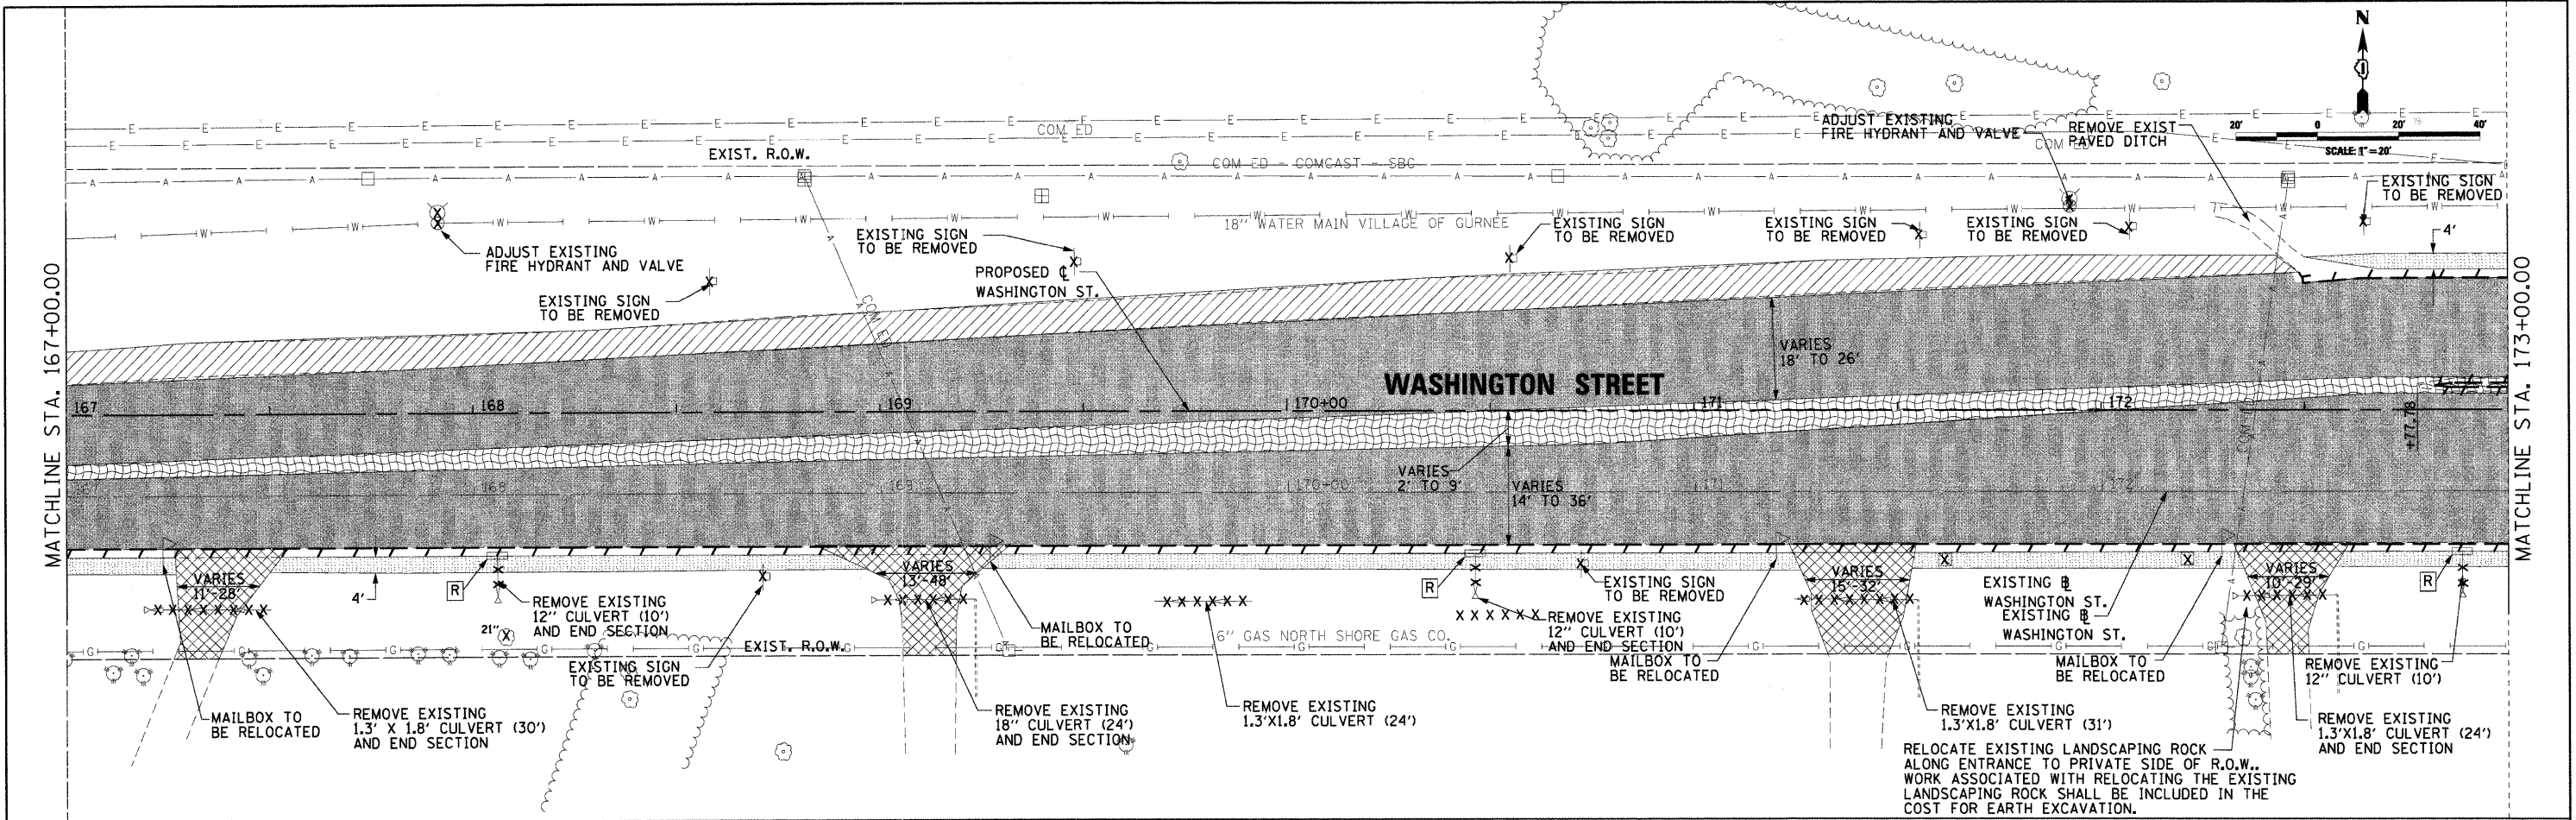 N
ADJUST EXISTING
FIRE HYDRANT AND VALVE
REMOVE EXIST
PAVED DITCH
20'
0
20'
40'
SCALE: 1"=20'
COM ED
COM ED
EXIST. R.O.W.
COM ED - COMCAST - SBC
18" WATER MAIN VILLAGE OF GURNEE
ADJUST EXISTING
FIRE HYDRANT AND VALVE
EXISTING SIGN
TO BE REMOVED
EXISTING SIGN
TO BE REMOVED
PROPOSED ℄
WASHINGTON ST.
EXISTING SIGN
TO BE REMOVED
EXISTING SIGN
TO BE REMOVED
EXISTING SIGN
TO BE REMOVED
EXISTING SIGN
TO BE REMOVED
4'
MATCHLINE STA. 167+00.00
MATCHLINE STA. 173+00.00
COM ED
COM ED
VARIES
18' TO 26'
WASHINGTON STREET
167
168
169
170+00
171
172
+77.78
VARIES
2' TO 9'
VARIES
14' TO 36'
168
169
170+00
171
172
VARIES
11'-28'
4'
R
REMOVE EXISTING
12" CULVERT (10')
AND END SECTION
21"
VARIES
13'-48'
MAILBOX TO
BE RELOCATED
EXIST. R.O.W.
6" GAS NORTH SHORE GAS CO.
R
EXISTING SIGN
TO BE REMOVED
REMOVE EXISTING
12" CULVERT (10')
AND END SECTION
MAILBOX TO
BE RELOCATED
VARIES
15'-32'
EXISTING ℄
WASHINGTON ST.
EXISTING ℄
WASHINGTON ST.
MAILBOX TO
BE RELOCATED
VARIES
10'-29'
R
REMOVE EXISTING
12" CULVERT (10')
EXISTING SIGN
TO BE REMOVED
MAILBOX TO
BE RELOCATED
REMOVE EXISTING
1.3' X 1.8' CULVERT (30')
AND END SECTION
REMOVE EXISTING
18" CULVERT (24')
AND END SECTION
REMOVE EXISTING
1.3'X1.8' CULVERT (24')
REMOVE EXISTING
1.3'X1.8' CULVERT (31')
REMOVE EXISTING
1.3'X1.8' CULVERT (24')
AND END SECTION
RELOCATE EXISTING LANDSCAPING ROCK
ALONG ENTRANCE TO PRIVATE SIDE OF R.O.W..
WORK ASSOCIATED WITH RELOCATING THE EXISTING
LANDSCAPING ROCK SHALL BE INCLUDED IN THE
COST FOR EARTH EXCAVATION.